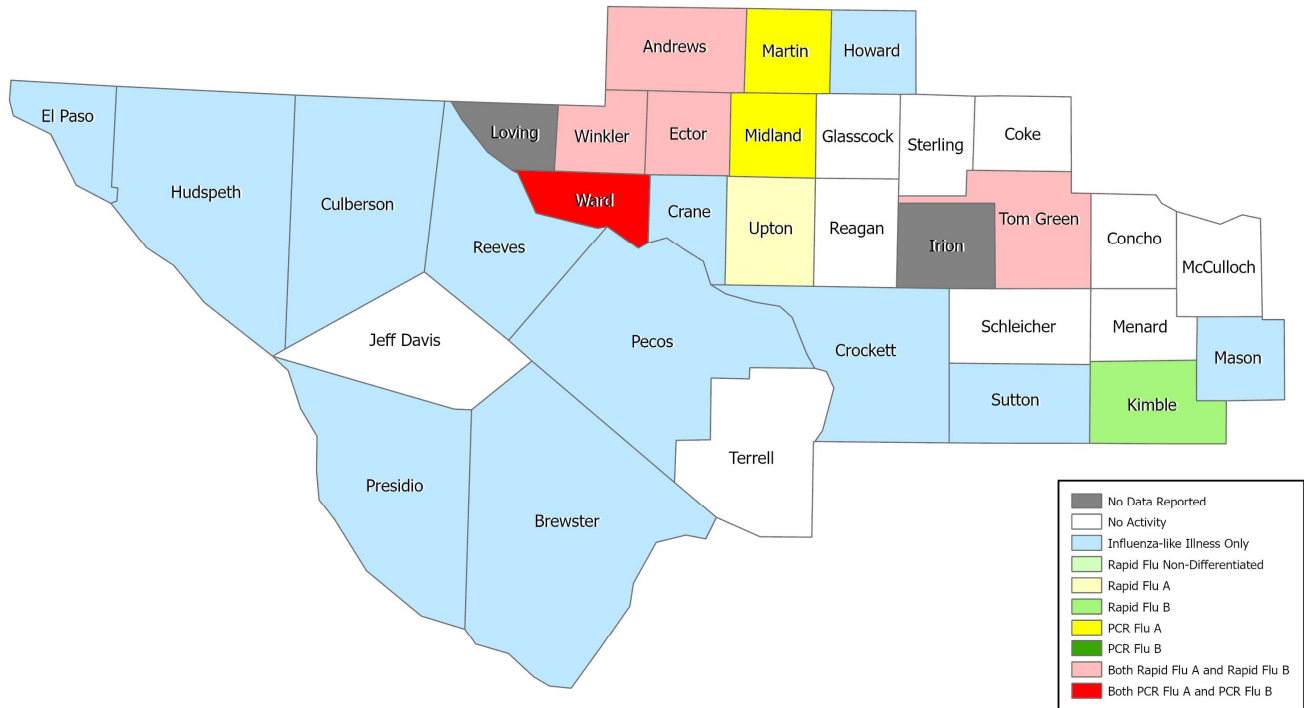 Andrews
Martin
Howard
El Paso
Loving
Winkler
Ector
Midland
Glasscock
Sterling
Coke
Hudspeth
Culberson
Reeves
Ward
Crane
Upton
Reagan
Irion
Tom Green
Concho
McCulloch
Jeff Davis
Pecos
Crockett
Schleicher
Menard
Mason
Sutton
Kimble
Presidio
Brewster
Terrell
No Data Reported
No Activity
Influenza-like Illness Only
Rapid Flu Non-Differentiated
Rapid Flu A
Rapid Flu B
PCR Flu A
PCR Flu B
Both Rapid Flu A and Rapid Flu B
Both PCR Flu A and PCR Flu B